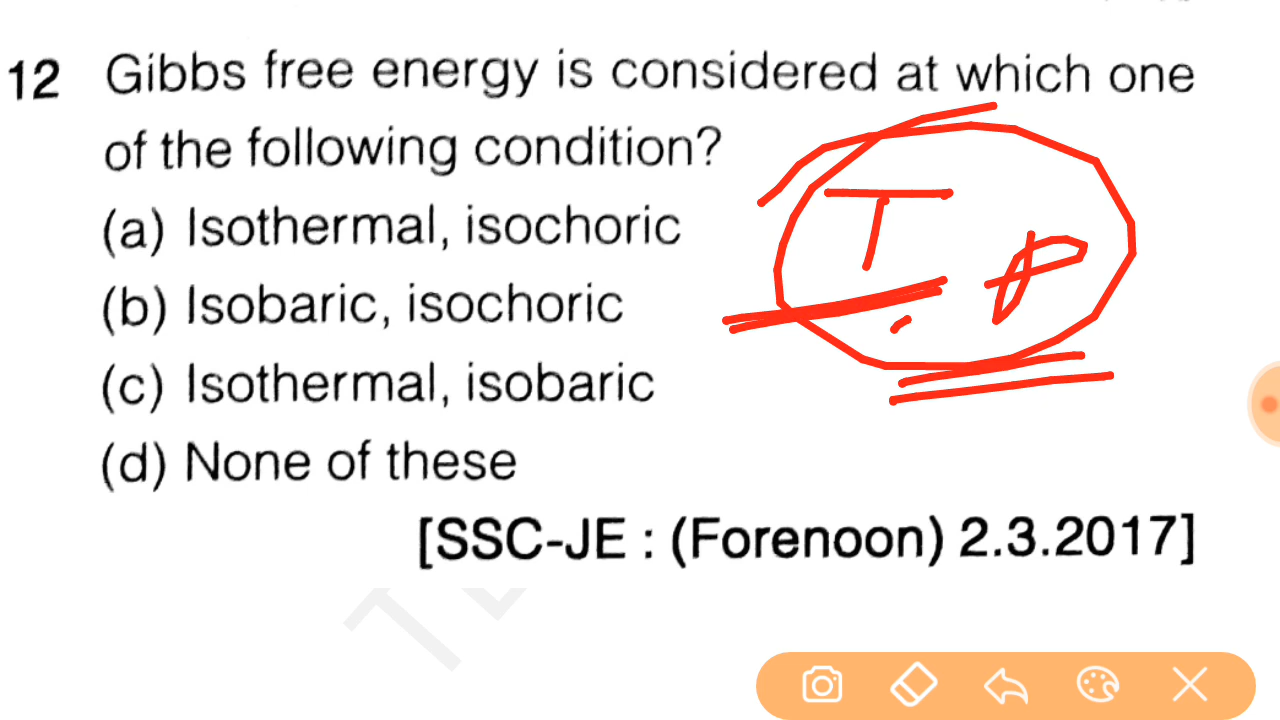 12 Gibbs free energy is considered at which one
of the following condition?
T P
(a) Isothermal, isochoric
(b) Isobaric, isochoric
(c) Isothermal, isobaric
(d) None of these
[SSC-JE : (Forenoon) 2.3.2017]